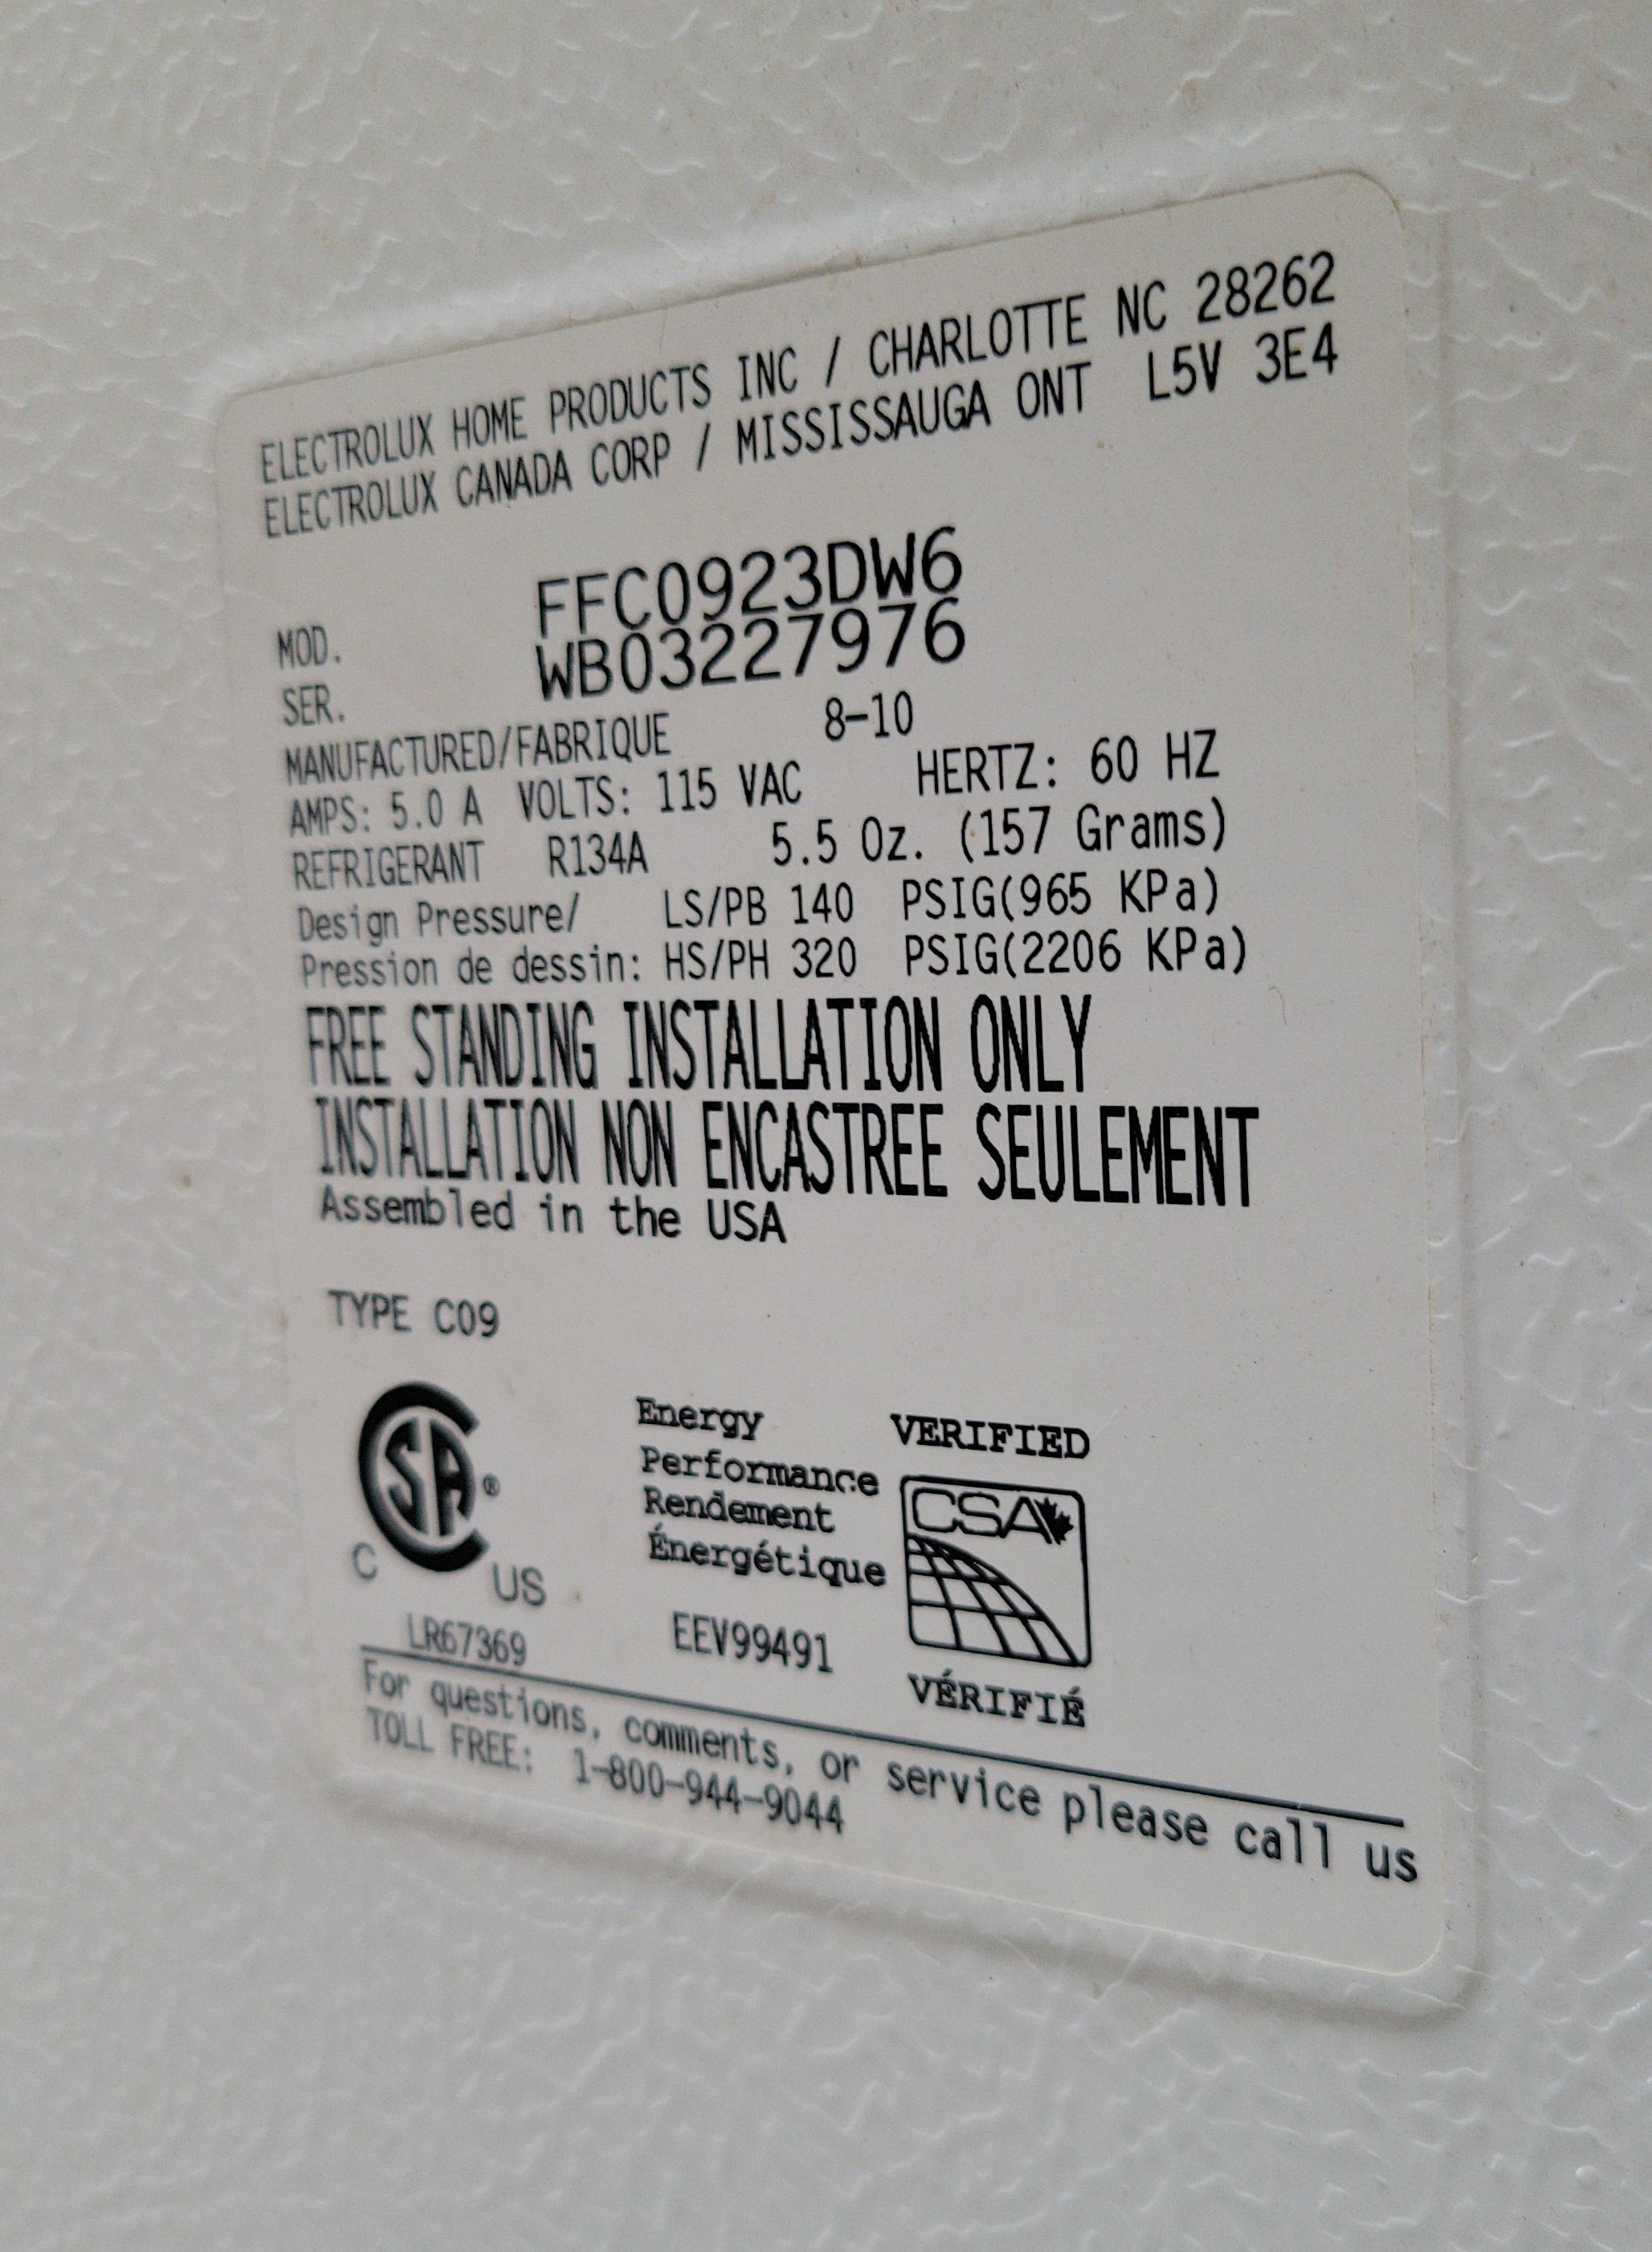 ELECTROLUX HOME PRODUCTS INC / CHARLOTTE NC 28262
ELECTROLUX CANADA CORP / MISSISSAUGA ONT L5V 3E4
MOD. FFC0923DW6
SER. WB03227976
MANUFACTURED/FABRIQUE 8-10
AMPS: 5.0 A VOLTS: 115 VAC HERTZ: 60 HZ
REFRIGERANT R134A 5.5 Oz. (157 Grams)
Design Pressure/ LS/PB 140 PSIG(965 KPa)
Pression de dessin: HS/PH 320 PSIG(2206 KPa)
FREE STANDING INSTALLATION ONLY
INSTALLATION NON ENCASTREE SEULEMENT
Assembled in the USA
TYPE C09
CSA ®
C US
LR67369
Energy
Performance
Rendement
Énergétique
EEV99491
VERIFIED
CSA
VÉRIFIÉ
For questions, comments, or service please call us
TOLL FREE: 1-800-944-9044